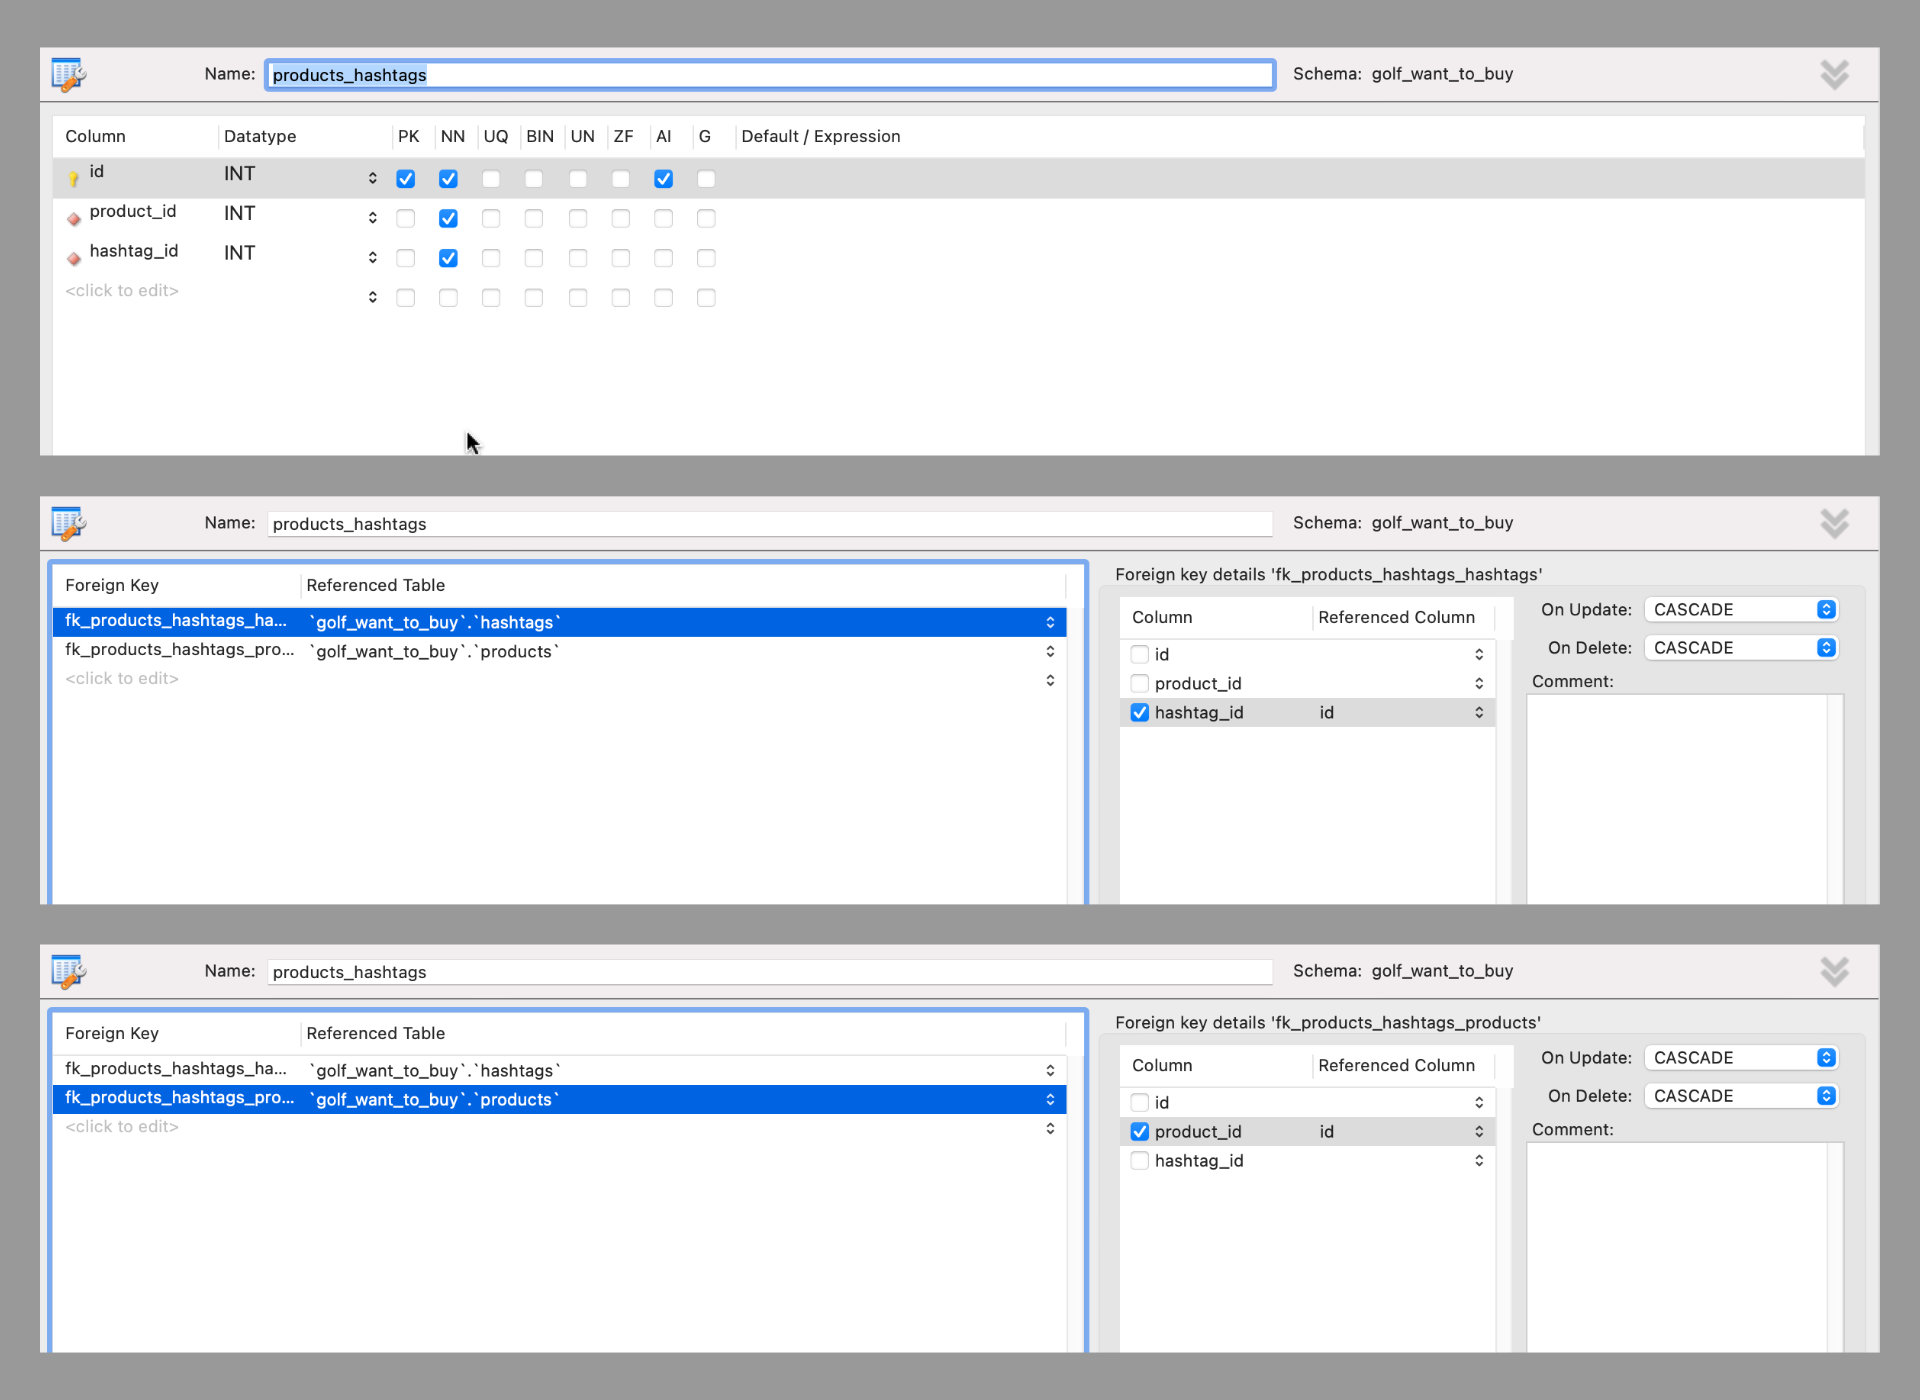 Name: products_hashtags Schema: golf_want_to_buy
Column Datatype PK NN UQ BIN UN ZF AI G Default / Expression
id INT
product_id INT
hashtag_id INT
<click to edit>
Name: products_hashtags Schema: golf_want_to_buy
Foreign Key Referenced Table
fk_products_hashtags_ha... `golf_want_to_buy`.`hashtags`
fk_products_hashtags_pro... `golf_want_to_buy`.`products`
<click to edit>
Foreign key details 'fk_products_hashtags_hashtags'
Column Referenced Column
id
product_id
hashtag_id id
On Update: CASCADE
On Delete: CASCADE
Comment:
Name: products_hashtags Schema: golf_want_to_buy
Foreign Key Referenced Table
fk_products_hashtags_ha... `golf_want_to_buy`.`hashtags`
fk_products_hashtags_pro... `golf_want_to_buy`.`products`
<click to edit>
Foreign key details 'fk_products_hashtags_products'
Column Referenced Column
id
product_id id
hashtag_id
On Update: CASCADE
On Delete: CASCADE
Comment: